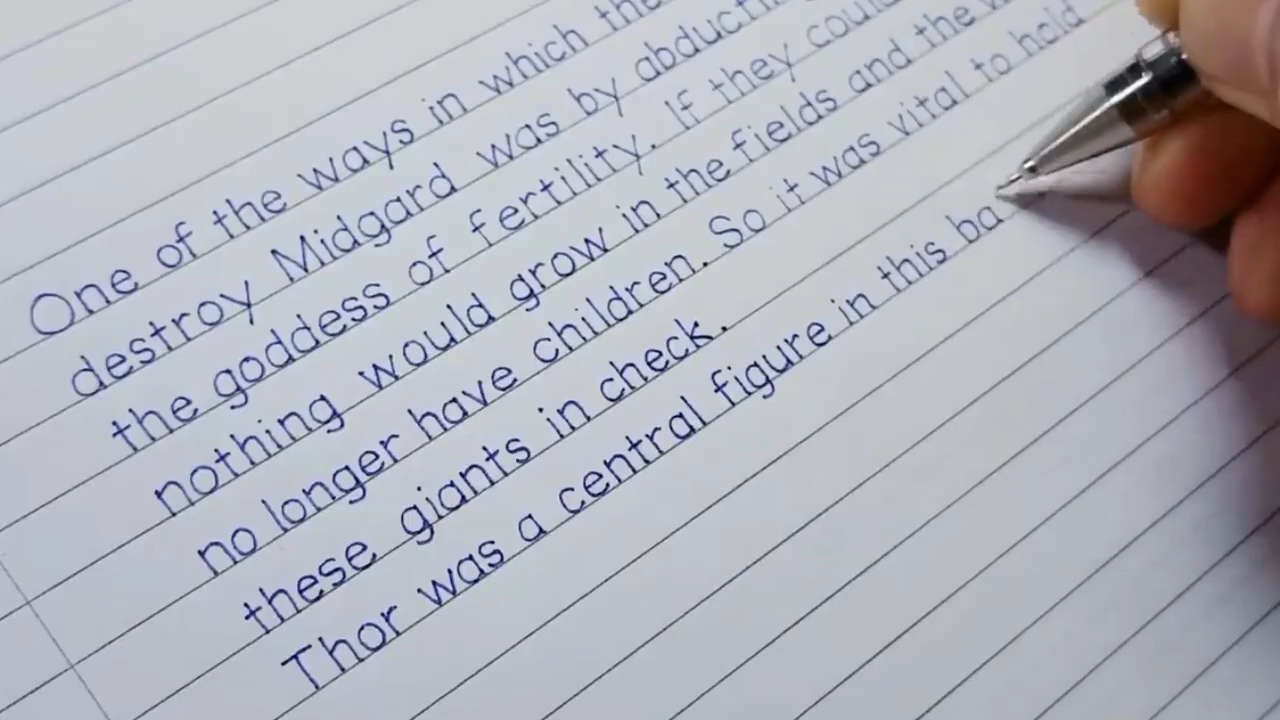 One of the ways in which the
destroy Midgard was by abducti
the goddess of fertility. If they could
nothing would grow in the fields and the
no longer have children. So it was vital to hold
these giants in check.
Thor was a central figure in this ba